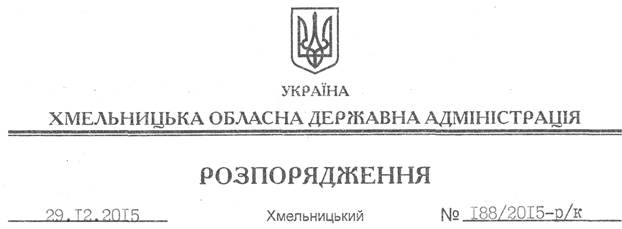 УКРАЇНА
ХМЕЛЬНИЦЬКА ОБЛАСНА ДЕРЖАВНА АДМІНІСТРАЦІЯ
РОЗПОРЯДЖЕННЯ
29.12.2015 Хмельницький № 188/2015-р/к